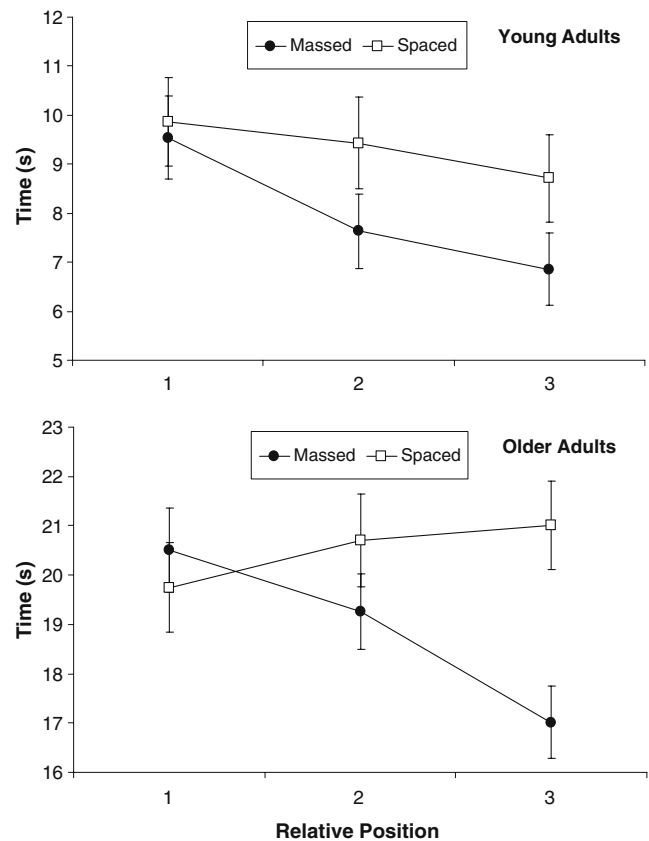 12
Massed Spaced Young Adults
11
10
9
8
7
6
5
Time (s)
1 2 3
23
Massed Spaced Older Adults
22
21
20
19
18
17
16
Time (s)
1 2 3
Relative Position